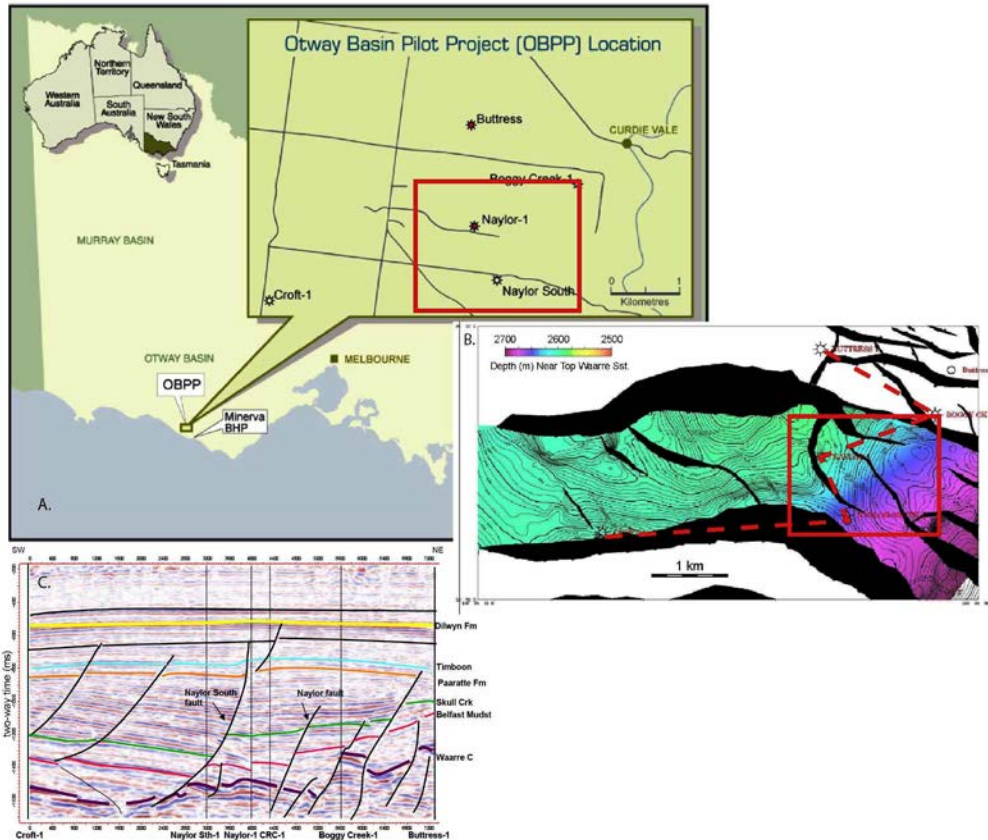 Otway Basin Pilot Project (OBPP) Location
Northern
Territory
Western
Australia
Queensland
South
Australia
New South
Wales
Tasmania
Buttress
CURDIE VALE
Boggy Creek-1
Naylor-1
Naylor South
Croft-1
0 1
Kilometres
MURRAY BASIN
OTWAY BASIN
MELBOURNE
OBPP
Minerva
BHP
A.
B.
2700 2600 2500
Depth (m) Near Top Waarre Sst.
BUTTRESS
Buttress
1 km
C.
SW
NE
two-way time (ms)
Dilwyn Fm
Timboon
Paaratte Fm
Naylor South
fault
Naylor fault
Skull Crk
Belfast Mudst
Waarre C
Croft-1
Naylor Sth-1
Naylor-1
CRC-1
Boggy Creek-1
Buttress-1